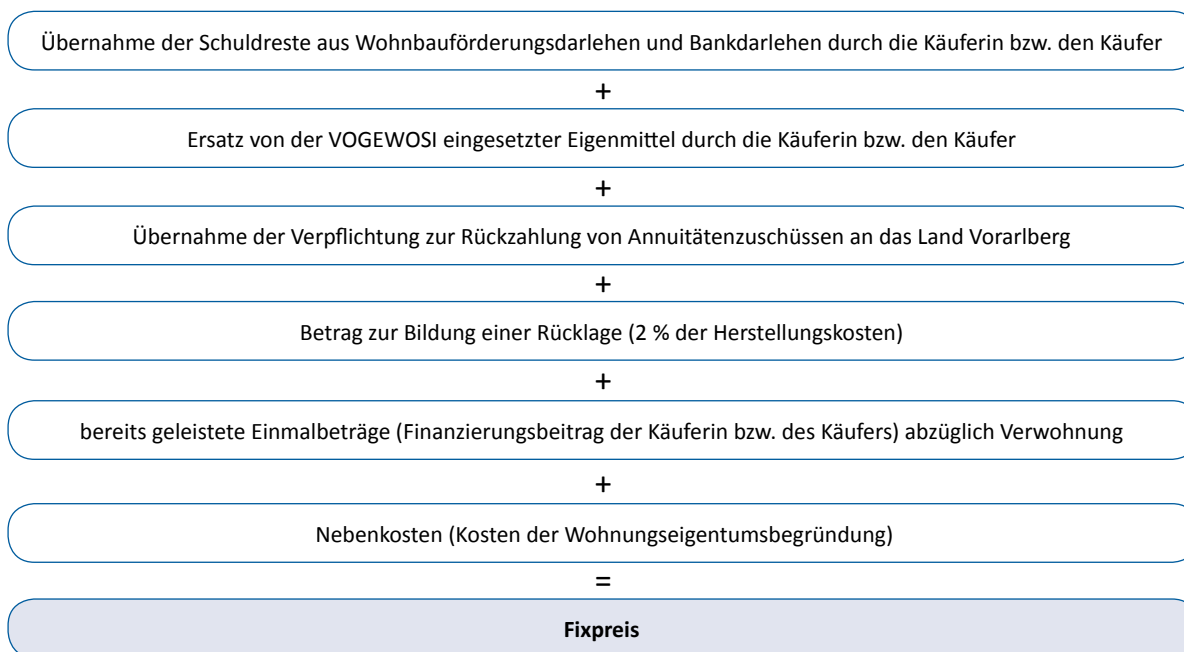 Übernahme der Schuldreste aus Wohnbauförderungsdarlehen und Bankdarlehen durch die Käuferin bzw. den Käufer
+
Ersatz von der VOGEWOSI eingesetzter Eigenmittel durch die Käuferin bzw. den Käufer
+
Übernahme der Verpflichtung zur Rückzahlung von Annuitätenzuschüssen an das Land Vorarlberg
+
Betrag zur Bildung einer Rücklage (2 % der Herstellungskosten)
+
bereits geleistete Einmalbeträge (Finanzierungsbeitrag der Käuferin bzw. des Käufers) abzüglich Verwohnung
+
Nebenkosten (Kosten der Wohnungseigentumsbegründung)
=
Fixpreis